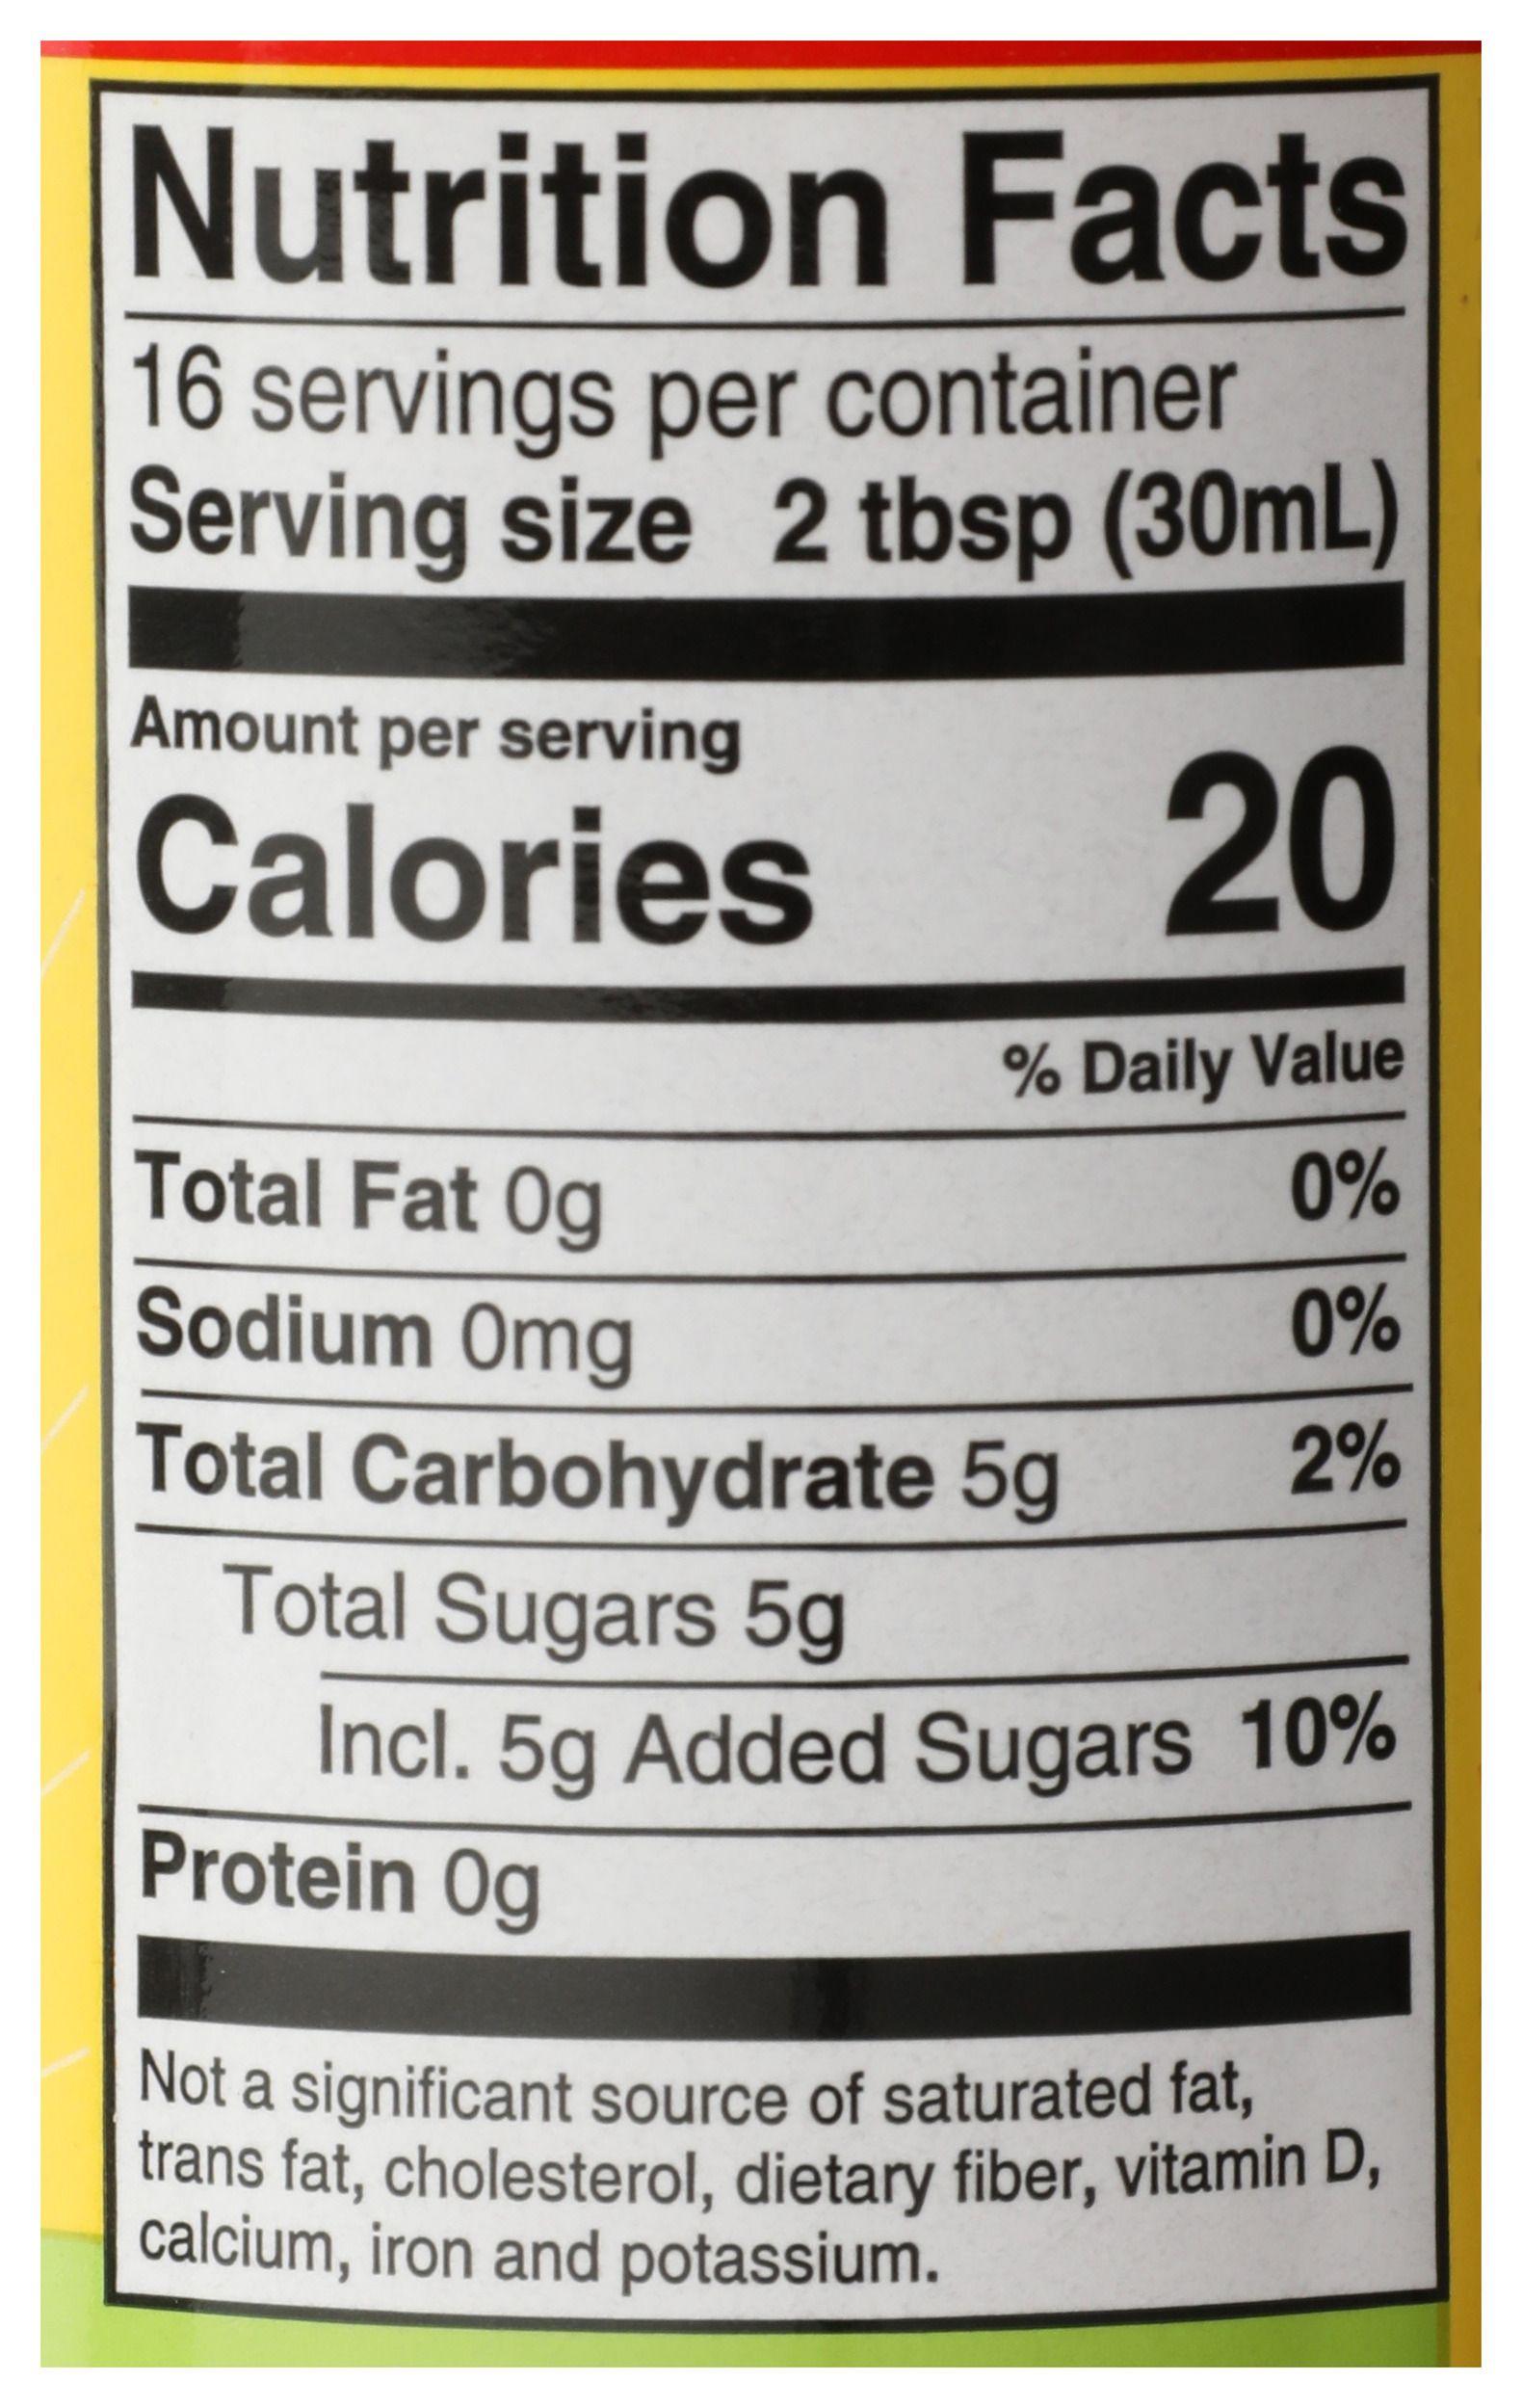 Nutrition Facts
16 servings per container
Serving size 2 tbsp (30mL)
Amount per serving
Calories 20
% Daily Value
Total Fat 0g 0%
Sodium 0mg 0%
Total Carbohydrate 5g 2%
Total Sugars 5g
Incl. 5g Added Sugars 10%
Protein 0g
Not a significant source of saturated fat,
trans fat, cholesterol, dietary fiber, vitamin D,
calcium, iron and potassium.